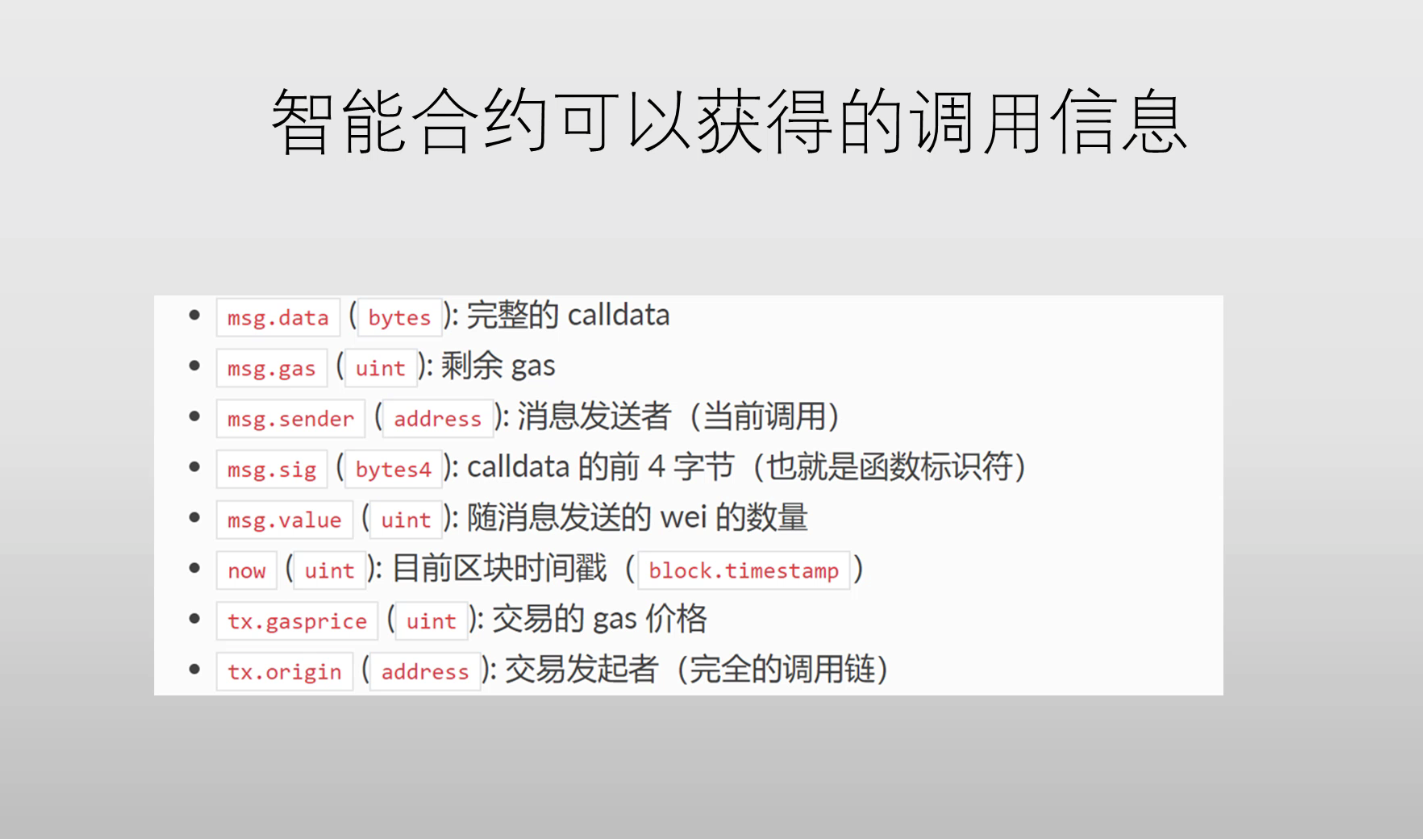 智能合约可以获得的调用信息
• msg.data (bytes): 完整的 calldata
• msg.gas (uint): 剩余 gas
• msg.sender (address): 消息发送者（当前调用）
• msg.sig (bytes4): calldata 的前 4 字节（也就是函数标识符）
• msg.value (uint): 随消息发送的 wei 的数量
• now (uint): 目前区块时间戳（block.timestamp）
• tx.gasprice (uint): 交易的 gas 价格
• tx.origin (address): 交易发起者（完全的调用链）